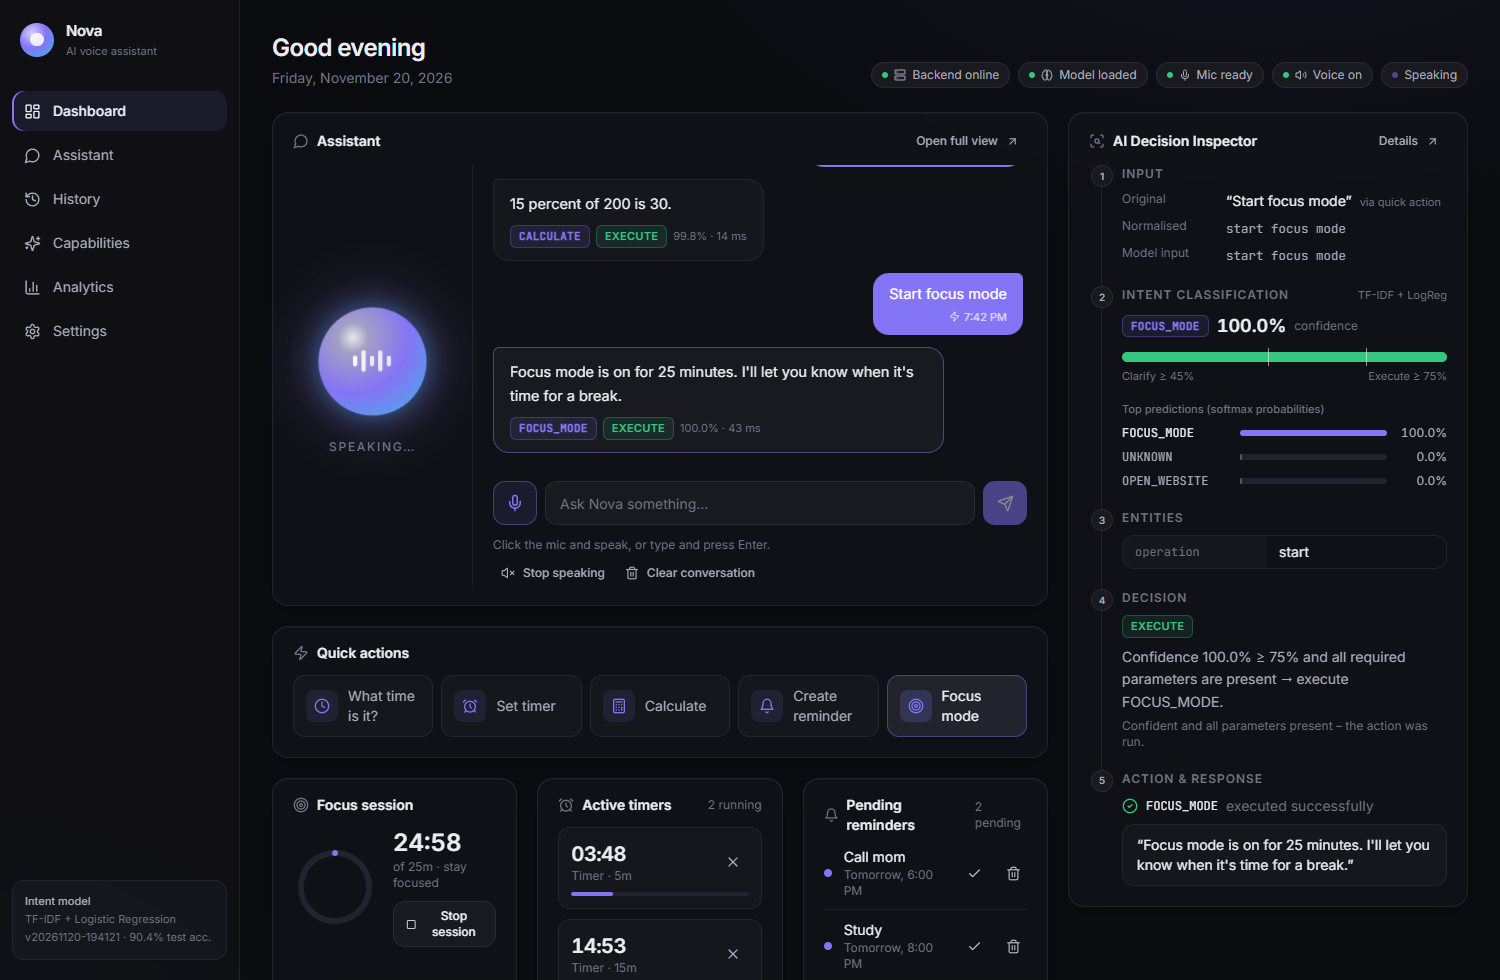 Nova
AI voice assistant
Dashboard
Assistant
History
Capabilities
Analytics
Settings
Intent model
TF-IDF + Logistic Regression
v20261120-194121 · 90.4% test acc.
Good evening
Friday, November 20, 2026
Backend online
Model loaded
Mic ready
Voice on
Speaking
Assistant
Open full view
SPEAKING...
15 percent of 200 is 30.
CALCULATE EXECUTE 99.8% · 14 ms
Start focus mode
7:42 PM
Focus mode is on for 25 minutes. I'll let you know when it's
time for a break.
FOCUS_MODE EXECUTE 100.0% · 43 ms
Ask Nova something...
Click the mic and speak, or type and press Enter.
Stop speaking
Clear conversation
Quick actions
What time
is it?
Set timer
Calculate
Create
reminder
Focus
mode
Focus session
24:58
of 25m · stay
focused
Stop
session
Active timers
2 running
03:48
Timer · 5m
14:53
Timer · 15m
Pending
reminders
2
pending
Call mom
Tomorrow, 6:00
PM
Study
Tomorrow, 8:00
PM
AI Decision Inspector
Details
1 INPUT
Original “Start focus mode” via quick action
Normalised start focus mode
Model input start focus mode
2 INTENT CLASSIFICATION TF-IDF + LogReg
FOCUS_MODE 100.0% confidence
Clarify ≥ 45% Execute ≥ 75%
Top predictions (softmax probabilities)
FOCUS_MODE 100.0%
UNKNOWN 0.0%
OPEN_WEBSITE 0.0%
3 ENTITIES
operation start
4 DECISION
EXECUTE
Confidence 100.0% ≥ 75% and all required
parameters are present → execute
FOCUS_MODE.
Confident and all parameters present – the action was
run.
5 ACTION & RESPONSE
FOCUS_MODE executed successfully
“Focus mode is on for 25 minutes. I'll let you
know when it's time for a break.”